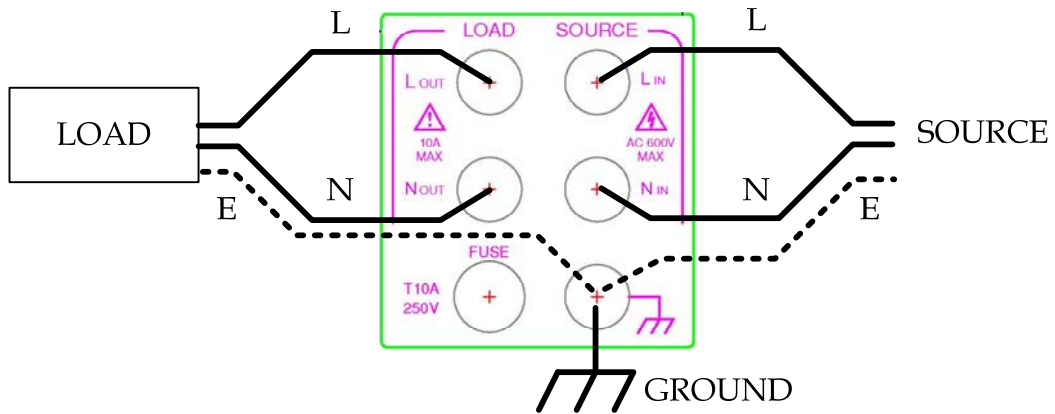 L
L
LOAD SOURCE
L OUT
L IN
LOAD
SOURCE
10A
MAX
AC 600V
MAX
N
N OUT
N IN
N
E
E
FUSE
T10A
250V
GROUND